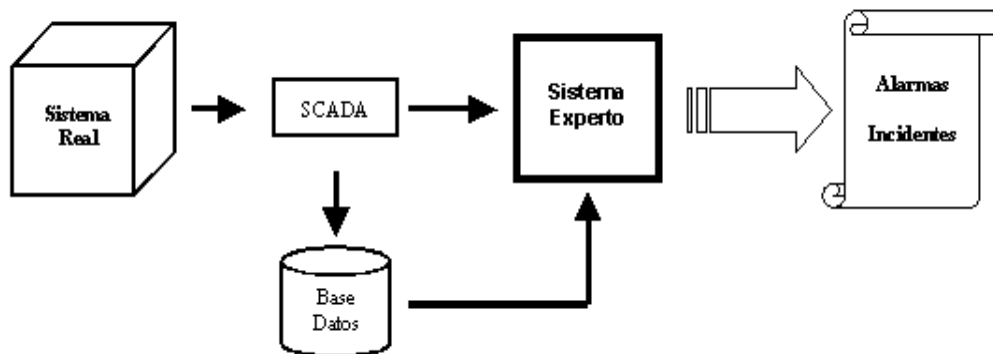 Sistema
Real
SCADA
Sistema
Experto
Alarmas
Incidentes
Base
Datos